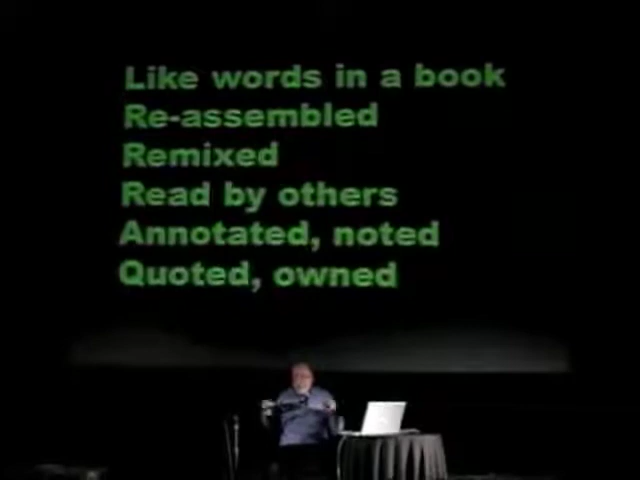 Like words in a book
Re-assembled
Remixed
Read by others
Annotated, noted
Quoted, owned